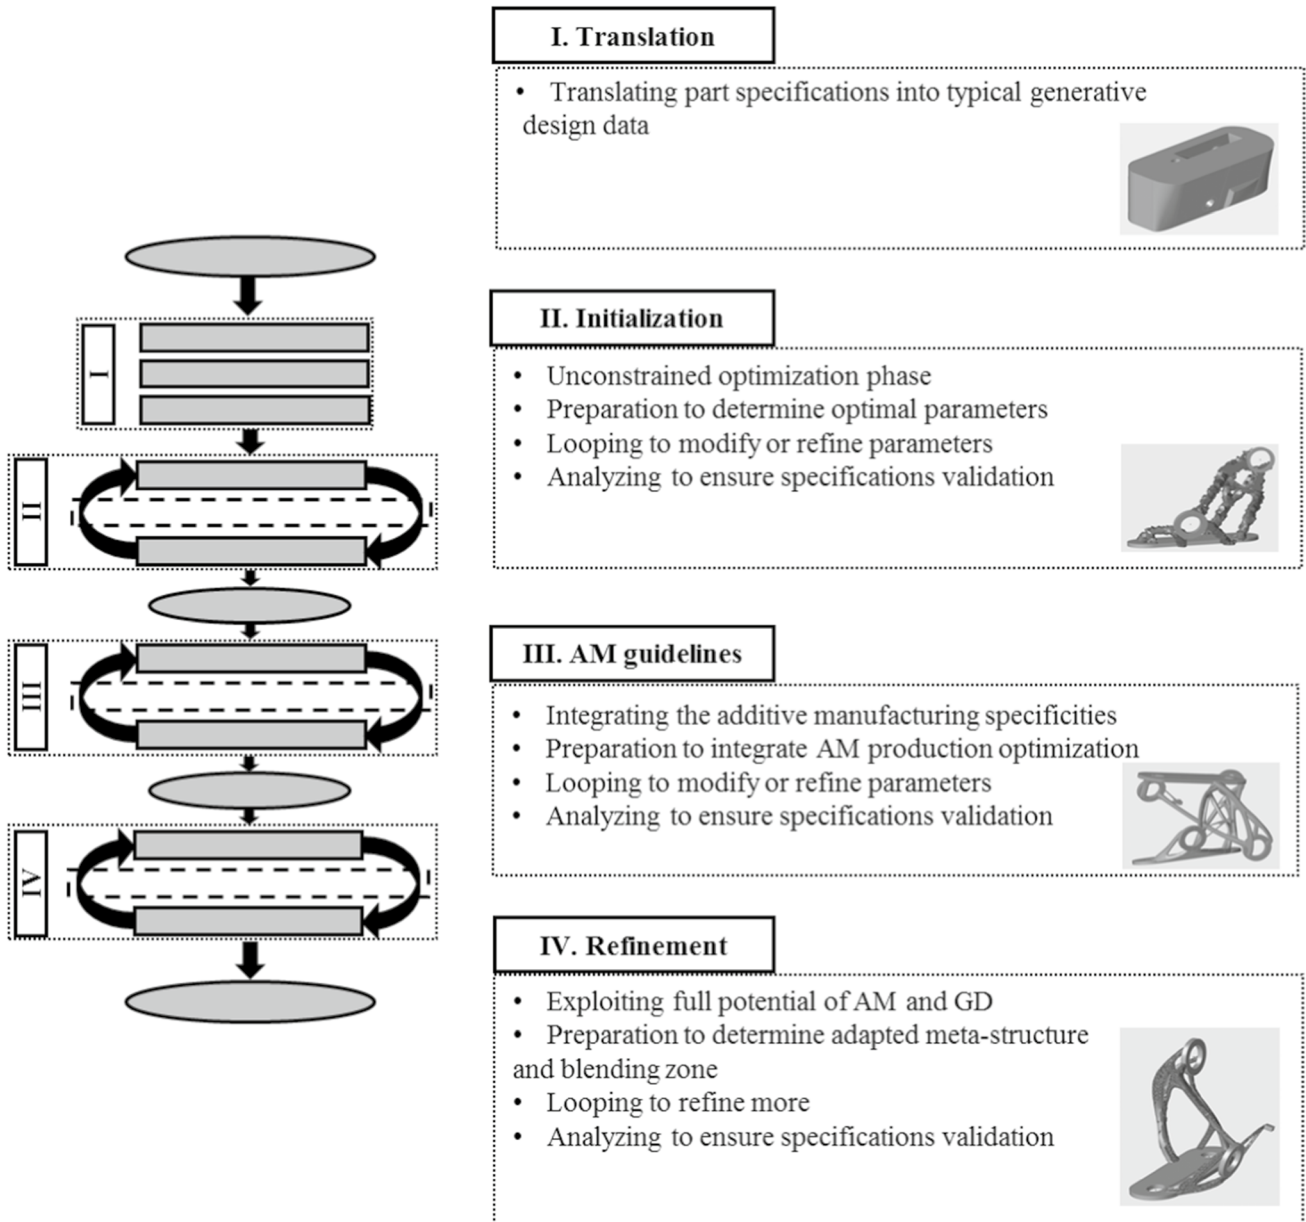 I. Translation
• Translating part specifications into typical generative
design data
II. Initialization
• Unconstrained optimization phase
• Preparation to determine optimal parameters
• Looping to modify or refine parameters
• Analyzing to ensure specifications validation
III. AM guidelines
• Integrating the additive manufacturing specificities
• Preparation to integrate AM production optimization
• Looping to modify or refine parameters
• Analyzing to ensure specifications validation
IV. Refinement
• Exploiting full potential of AM and GD
• Preparation to determine adapted meta-structure
and blending zone
• Looping to refine more
• Analyzing to ensure specifications validation
I
II
III
IV